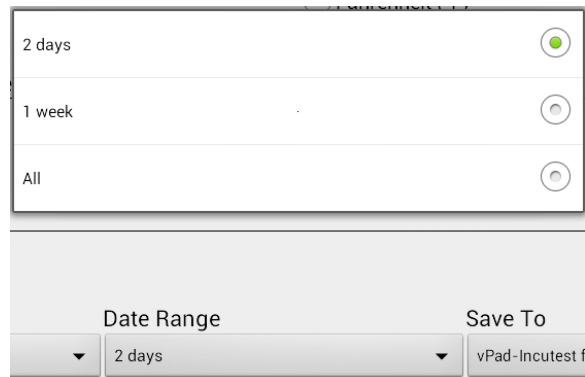 2 days
1 week
All
Date Range
Save To
2 days
vPad-Incutest f